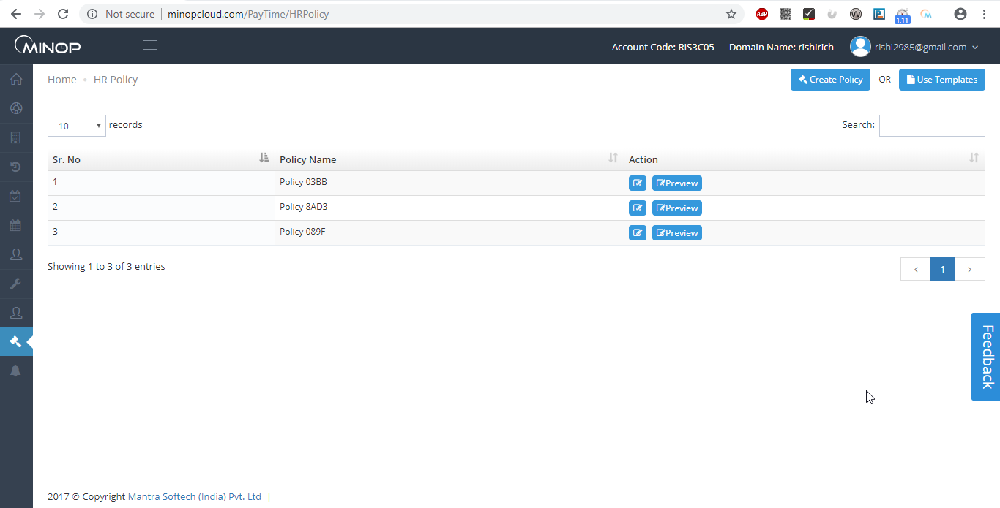 Not secure minopcloud.com/PayTime/HRPolicy
ABP
W
P
1.11
MINOP
Account Code: RIS3C05 Domain Name: rishirich rishi2985@gmail.com
Home HR Policy
Create Policy OR Use Templates
10 records
Search:
Sr. No Policy Name Action
1 Policy 03BB Preview
2 Policy 8AD3 Preview
3 Policy 089F Preview
Showing 1 to 3 of 3 entries
‹ 1 ›
Feedback
2017 © Copyright Mantra Softech (India) Pvt. Ltd |